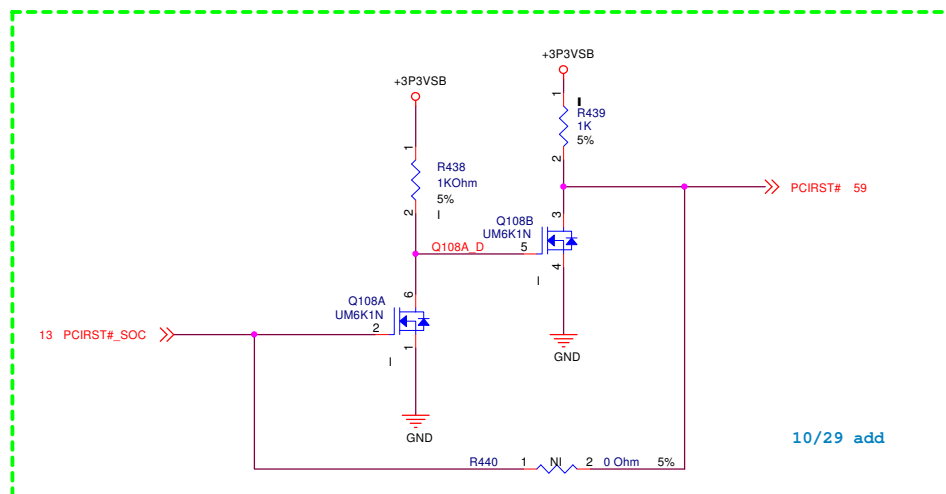 +3P3VSB
1
I
R439
1K
5%
2
+3P3VSB
1
R438
1KOhm
5%
2
I
PCIRST# 59
3
Q108B
UM6K1N
5
4
I
Q108A_D
6
Q108A
UM6K1N
2
1
I
13 PCIRST#_SOC
GND
GND
10/29 add
R440 1 NI 2 0 Ohm 5%